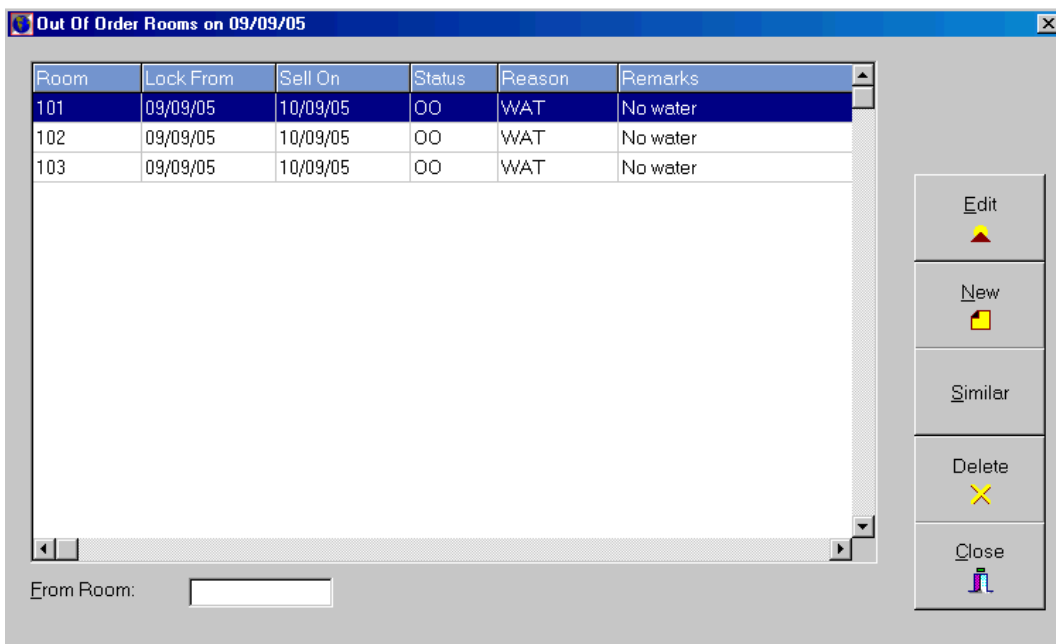 Out Of Order Rooms on 09/09/05
Room Lock From Sell On Status Reason Remarks
101 09/09/05 10/09/05 OO WAT No water
102 09/09/05 10/09/05 OO WAT No water
103 09/09/05 10/09/05 OO WAT No water
Edit
New
Similar
Delete
Close
From Room: